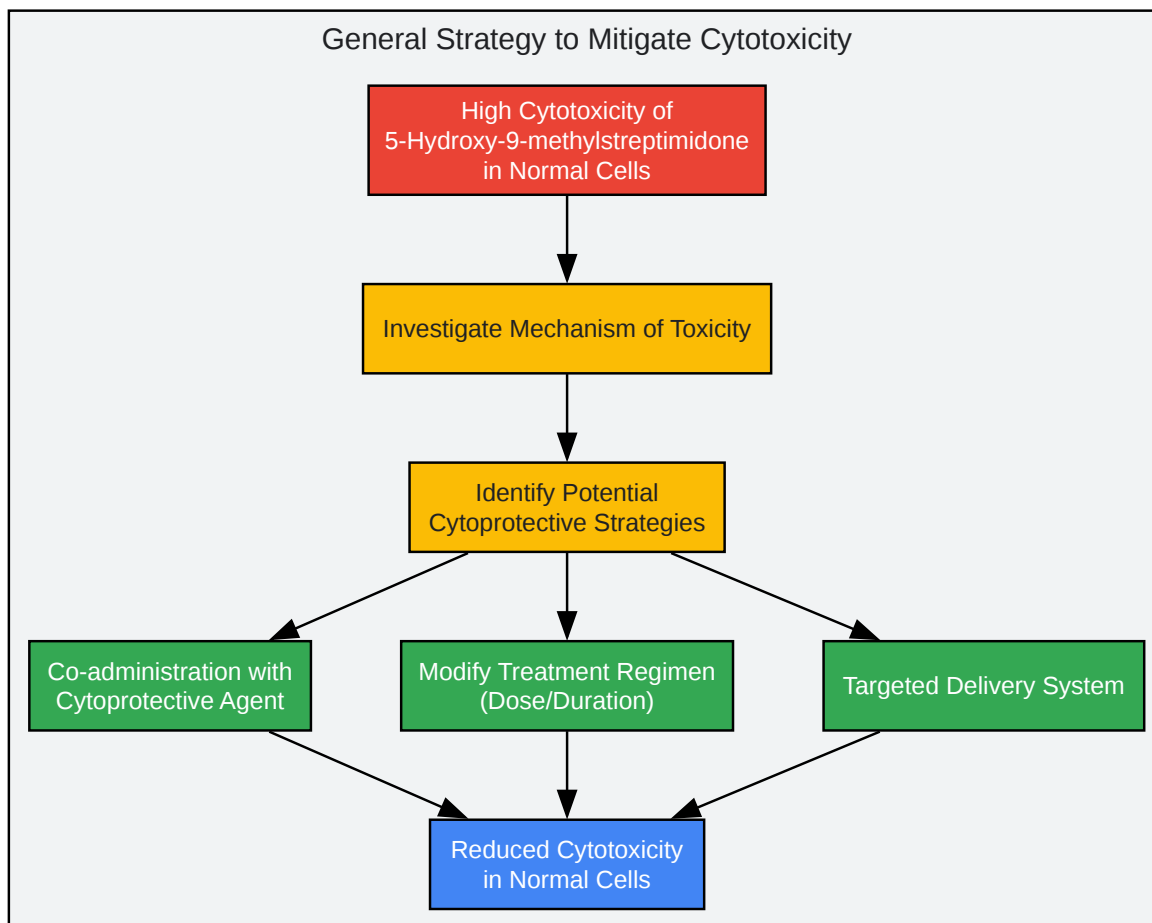 General Strategy to Mitigate Cytotoxicity
High Cytotoxicity of
5-Hydroxy-9-methylstreptimidone
in Normal Cells
Investigate Mechanism of Toxicity
Identify Potential
Cytoprotective Strategies
Co-administration with
Cytoprotective Agent
Modify Treatment Regimen
(Dose/Duration)
Targeted Delivery System
Reduced Cytotoxicity
in Normal Cells